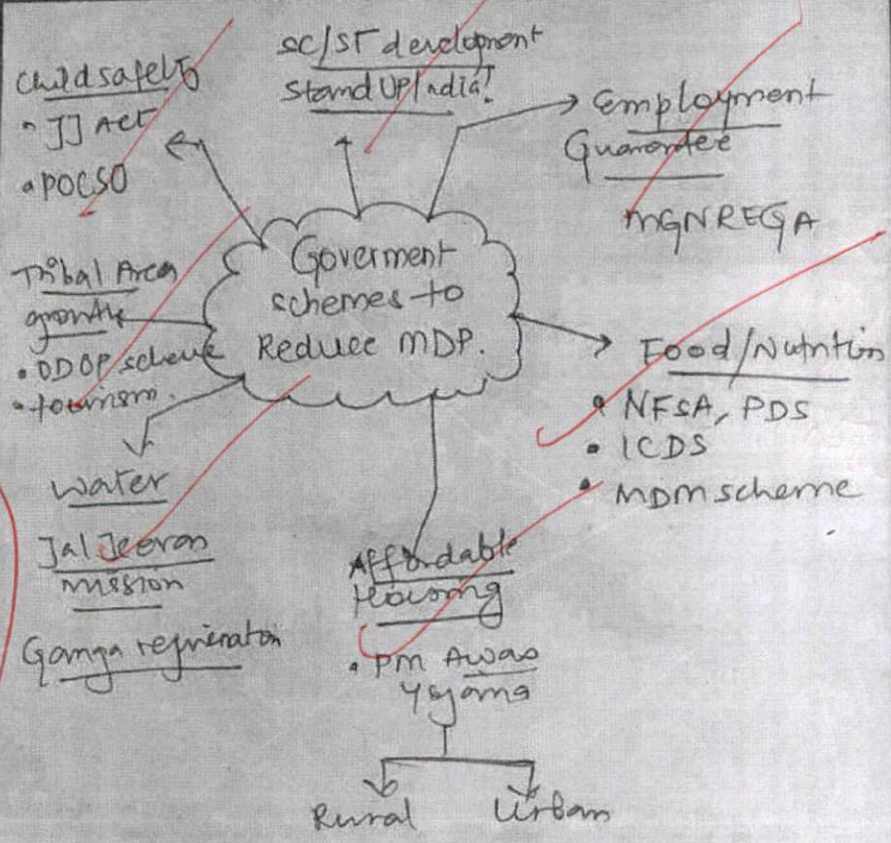 Child safety
• JJ Act
• POCSO
SC/ST development
Stand Up India!
Employment
Guarantee
MGNREGA
Goverment
schemes to
Reduce MDP.
Tribal Area
growth
• ODOP scheme
• tourism.
Food/Nutrition
• NFSA, PDS
• ICDS
• MDM scheme
Water
Jal Jeevan
mission
Ganga
Affordable
Housing
• PM Awas
Yojana
Rural
Urban